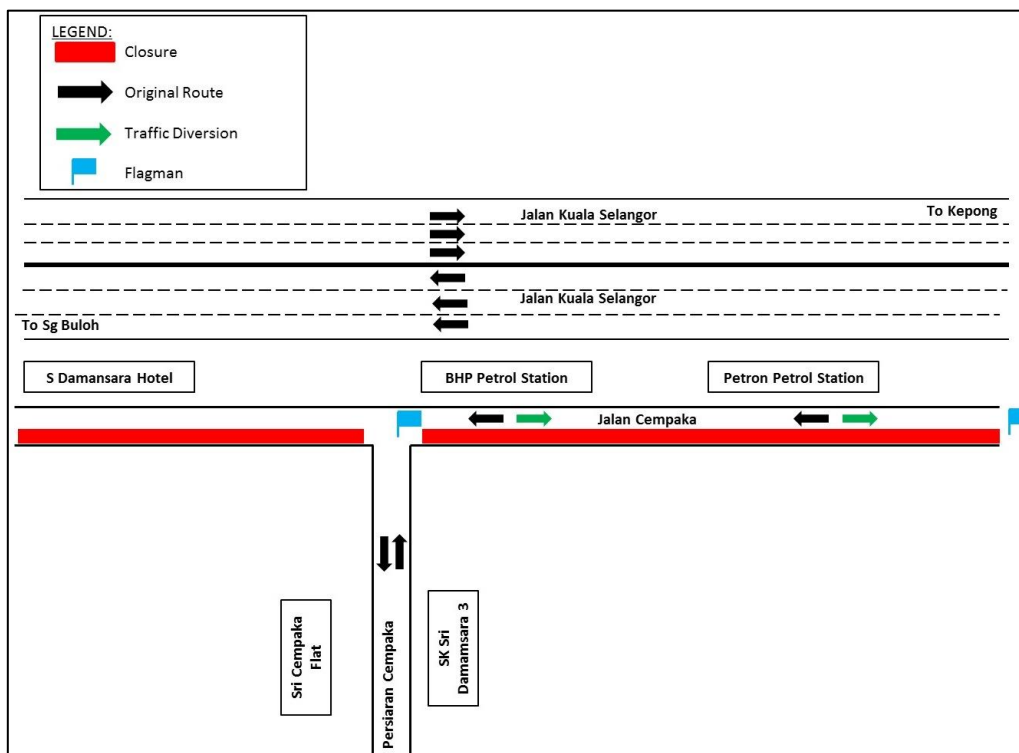 LEGEND:
Closure
Original Route
Traffic Diversion
Flagman
Jalan Kuala Selangor
To Kepong
Jalan Kuala Selangor
To Sg Buloh
S Damansara Hotel
BHP Petrol Station
Petron Petrol Station
Jalan Cempaka
Sri Cempaka
Flat
Persiaran Cempaka
SK Sri
Damamsara 3